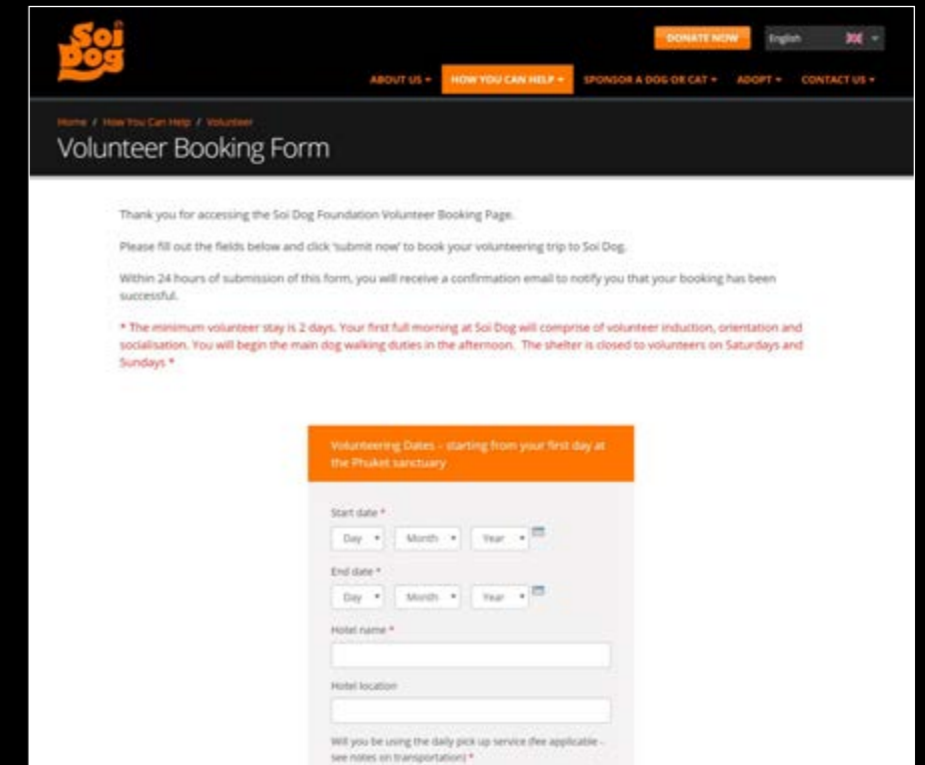 Soi
Dog
DONATE NOW
English
ABOUT US
HOW YOU CAN HELP
SPONSOR A DOG OR CAT
ADOPT
CONTACT US
Home / How You Can Help / Volunteer
Volunteer Booking Form
Thank you for accessing the Soi Dog Foundation Volunteer Booking Page.
Please fill out the fields below and click 'submit now' to book your volunteering trip to Soi Dog.
Within 24 hours of submission of this form, you will receive a confirmation email to notify you that your booking has been
successful.
* The minimum volunteer stay is 2 days. Your first full morning at Soi Dog will comprise of volunteer induction, orientation and
socialisation. You will begin the main dog walking duties in the afternoon. The shelter is closed to volunteers on Saturdays and
Sundays *
Volunteering Dates - starting from your first day at
the Phuket sanctuary
Start date *
Day Month Year
End date *
Day Month Year
Hotel name *
Hotel location
Will you be using the daily pick up service (fee applicable -
see notes on transportation) *